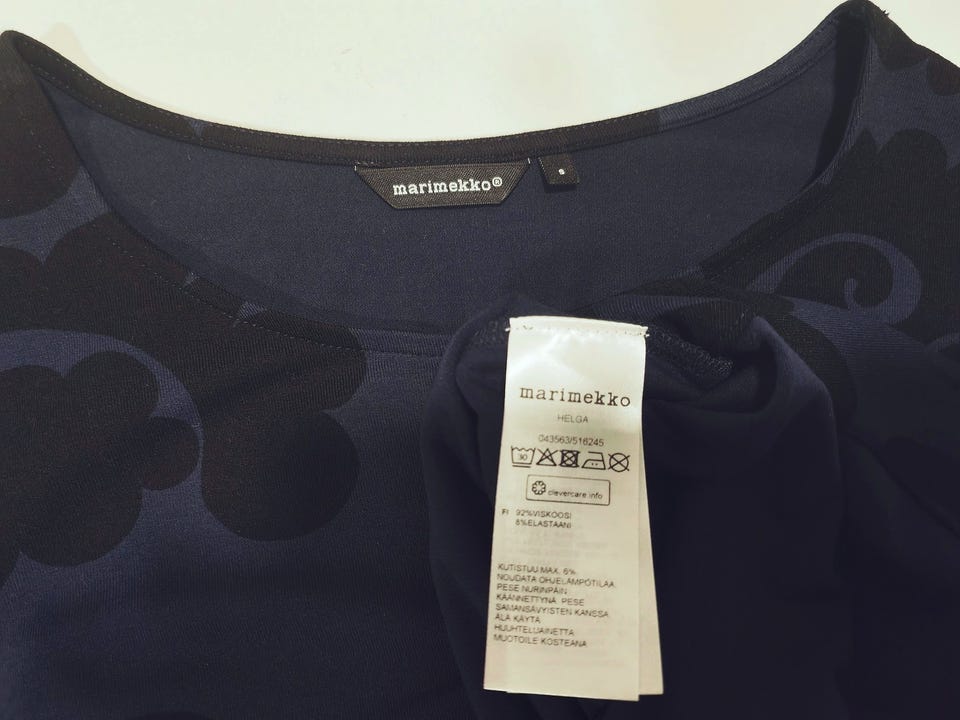 marimekko®
s
marimekko
HELGA
043563/516245
30
clevercare info
FI 92%VISKOOSI
8%ELASTAANI
KUTISTUU MAX. 6%
NOUDATA OHJELÄMPÖTILAA
PESE NURINPÄIN
KÄÄNNETTYNÄ. PESE
SAMANSÄVYISTEN KANSSA
ÄLÄ KÄYTÄ
HUUHTELUAINETTA
MUOTOILE KOSTEANA